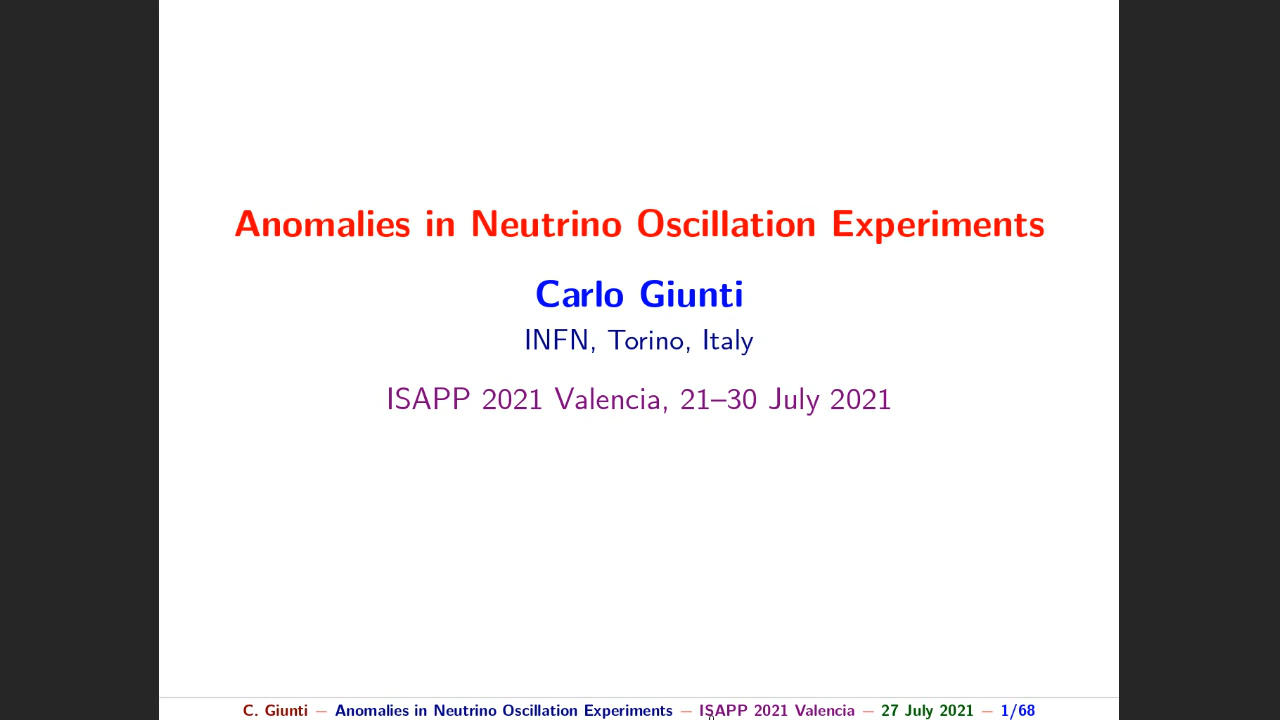 Anomalies in Neutrino Oscillation Experiments
Carlo Giunti
INFN, Torino, Italy
ISAPP 2021 Valencia, 21–30 July 2021
C. Giunti − Anomalies in Neutrino Oscillation Experiments − ISAPP 2021 Valencia − 27 July 2021 − 1/68